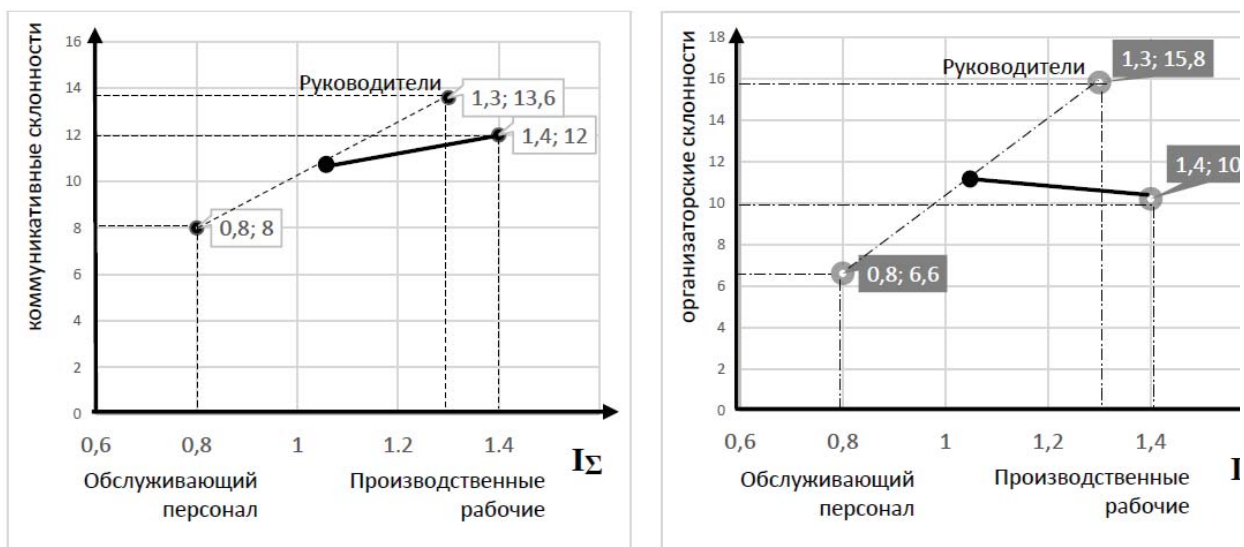 коммуникативные склонности
16
14
12
10
8
6
4
2
0
Руководители
1,3; 13,6
1,4; 12
0,8; 8
0,6
0,8
1
1.2
1.4
IΣ
Обслуживающий
персонал
Производственные
рабочие
организаторские склонности
18
16
14
12
10
8
6
4
2
0
Руководители
1,3; 15,8
1,4; 10
0,8; 6,6
0,6
0,8
1
1,2
1,4
I
Обслуживающий
персонал
Производственные
рабочие